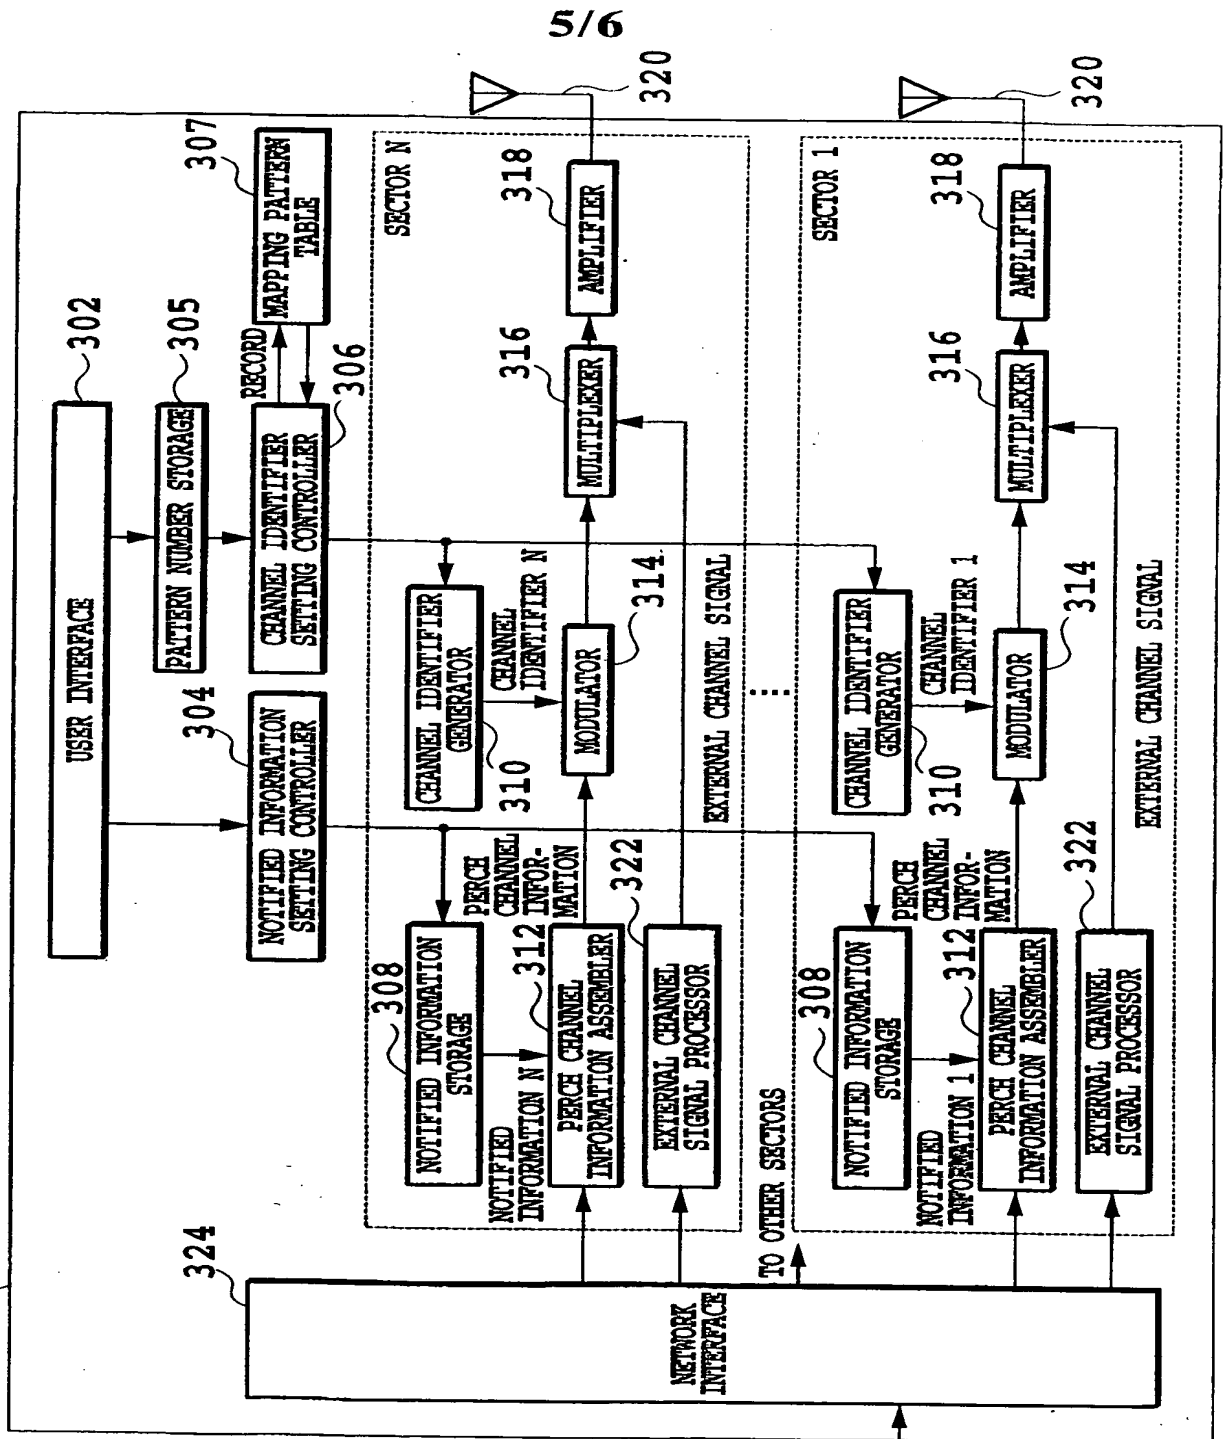 5/6
302
USER INTERFACE
305
PATTERN NUMBER STORAGE
304
NOTIFIED INFORMATION
SETTING CONTROLLER
306
CHANNEL IDENTIFIER
SETTING CONTROLLER
RECORD
307
MAPPING PATTERN
TABLE
SECTOR N
308
NOTIFIED INFORMATION
STORAGE
CHANNEL IDENTIFIER
GENERATOR
310
NOTIFIED
INFORMATION N
312
PERCH CHANNEL
INFORMATION ASSEMBLER
PERCH
CHANNEL
INFOR-
MATION
CHANNEL
IDENTIFIER N
MODULATOR
314
316
MULTIPLEXER
318
AMPLIFIER
320
322
EXTERNAL CHANNEL
SIGNAL PROCESSOR
EXTERNAL CHANNEL SIGNAL
324
NETWORK
INTERFACE
TO OTHER SECTORS
SECTOR 1
308
NOTIFIED INFORMATION
STORAGE
CHANNEL IDENTIFIER
GENERATOR
310
NOTIFIED
INFORMATION 1
312
PERCH CHANNEL
INFORMATION ASSEMBLER
PERCH
CHANNEL
INFOR-
MATION
CHANNEL
IDENTIFIER 1
MODULATOR
314
316
MULTIPLEXER
318
AMPLIFIER
320
322
EXTERNAL CHANNEL
SIGNAL PROCESSOR
EXTERNAL CHANNEL SIGNAL